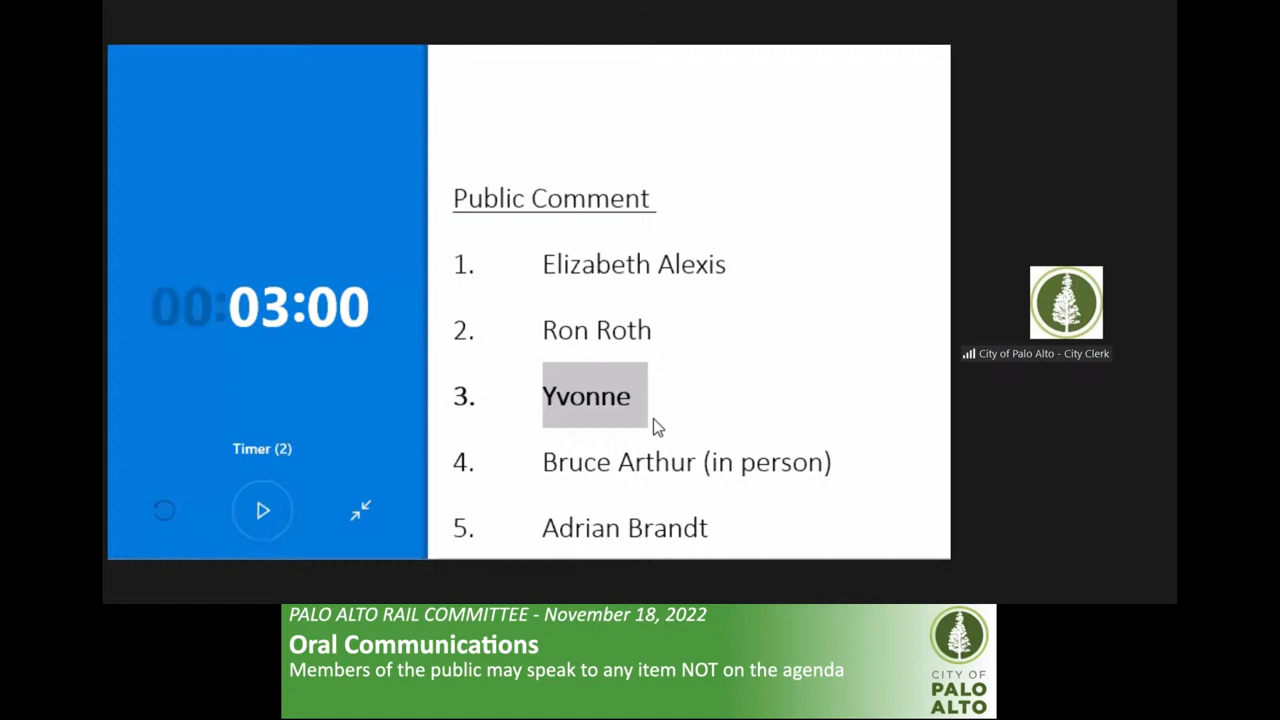 Public Comment
1. Elizabeth Alexis
2. Ron Roth
3. Yvonne
4. Bruce Arthur (in person)
5. Adrian Brandt
00:03:00
Timer (2)
City of Palo Alto - City Clerk
PALO ALTO RAIL COMMITTEE - November 18, 2022
Oral Communications
Members of the public may speak to any item NOT on the agenda
CITY OF
PALO
ALTO